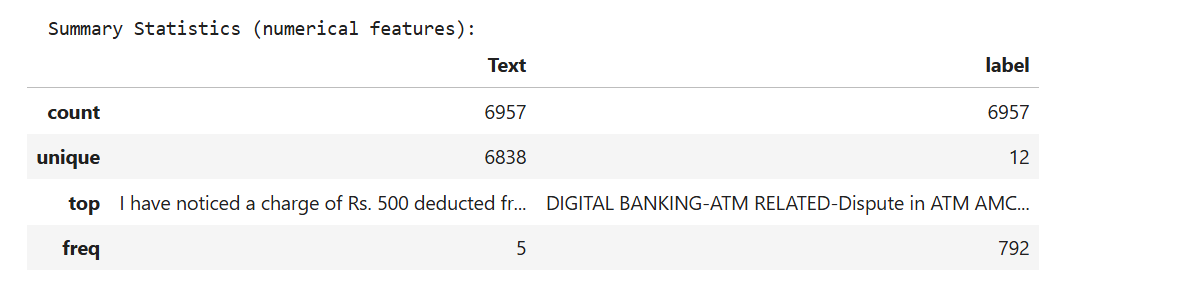 Summary Statistics (numerical features):
Text label
count 6957 6957
unique 6838 12
top I have noticed a charge of Rs. 500 deducted fr... DIGITAL BANKING-ATM RELATED-Dispute in ATM AMC...
freq 5 792